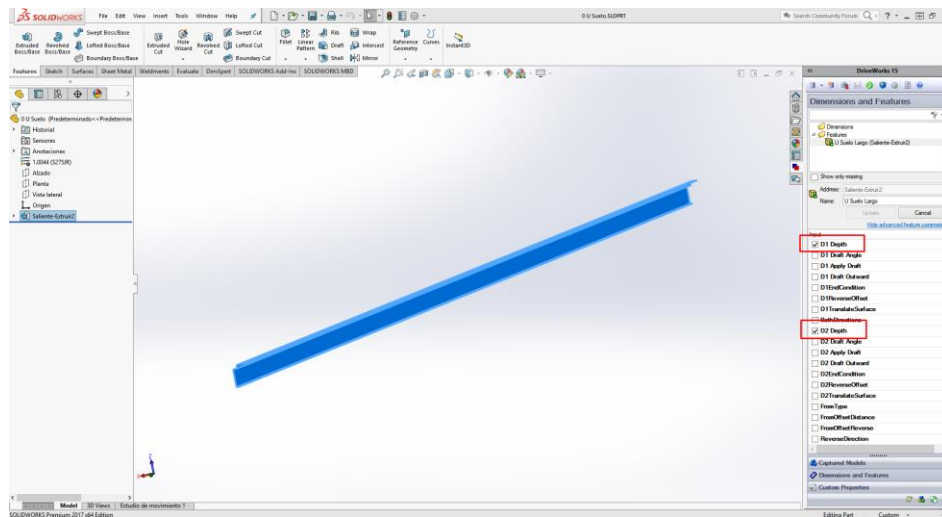 SOLIDWORKS File Edit View Insert Tools Window Help 0 U Suelo.SLDPRT Search Community Forum
Extruded Boss/Base
Revolved Boss/Base
Swept Boss/Base
Lofted Boss/Base
Boundary Boss/Base
Extruded Cut
Hole Wizard
Revolved Cut
Swept Cut
Lofted Cut
Boundary Cut
Fillet
Linear Pattern
Rib
Draft
Shell
Wrap
Intersect
Mirror
Reference Geometry
Curves
Instant3D
Features Sketch Surfaces Sheet Metal Weldments Evaluate DimXpert SOLIDWORKS Add-Ins SOLIDWORKS MBD
0 U Suelo (Predeterminado<<Predetermin
Historial
Sensores
Anotaciones
1.0044 (S275JR)
Alzado
Planta
Vista lateral
Origen
Saliente-Extruir2
DriveWorks 15
Dimensions and Features
Dimensions
Features
U Suelo Largo (Saliente-Extruir2)
Show only missing
Address: Saliente-Extruir2
Name: U Suelo Largo
Update Cancel
Hide advanced feature paramete
Input
D1 Depth
D1 Draft Angle
D1 Apply Draft
D1 Draft Outward
D1EndCondition
D1ReverseOffset
D1TranslateSurface
BothDirections
D2 Depth
D2 Draft Angle
D2 Apply Draft
D2 Draft Outward
D2EndCondition
D2ReverseOffset
D2TranslateSurface
FromType
FromOffsetDistance
FromOffsetReverse
ReverseDirection
Captured Models
Dimensions and Features
Custom Properties
Model 3D Views Estudio de movimiento 1
SOLIDWORKS Premium 2017 x64 Edition Editing Part Custom